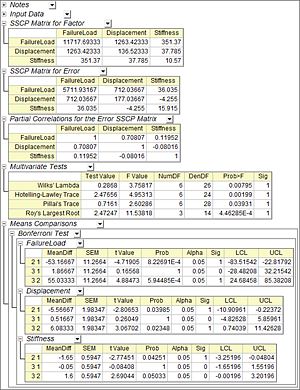 Notes
Input Data
SSCP Matrix for Factor
FailureLoad Displacement Stiffness
FailureLoad 11717.69333 1263.42333 351.37
Displacement 1263.42333 136.52333 37.785
Stiffness 351.37 37.785 10.57
SSCP Matrix for Error
FailureLoad Displacement Stiffness
FailureLoad 5711.93167 712.03667 36.035
Displacement 712.03667 177.03667 -4.255
Stiffness 36.035 -4.255 15.915
Partial Correlations for the Error SSCP Matrix
FailureLoad Displacement Stiffness
FailureLoad 1 0.70807 0.11952
Displacement 0.70807 1 -0.08016
Stiffness 0.11952 -0.08016 1
Multivariate Tests
Test Value F Value NumDF DenDF Prob>F Sig
Wilks' Lambda 0.2868 3.75817 6 26 0.00795 1
Hotelling-Lawley Trace 2.47656 4.95313 6 24 0.00199 1
Pillai's Trace 0.7161 2.60286 6 28 0.03931 1
Roy's Largest Root 2.47247 11.53818 3 14 4.46285E-4 1
Means Comparisons
Bonferroni Test
FailureLoad
MeanDiff SEM t Value Prob Alpha Sig LCL UCL
2 1 -53.16667 11.2664 -4.71905 8.22691E-4 0.05 1 -83.51542 -22.81792
3 1 1.86667 11.2664 0.16568 1 0.05 0 -28.48208 32.21542
3 2 55.03333 11.2664 4.88473 5.94485E-4 0.05 1 24.68458 85.38208
Displacement
MeanDiff SEM t Value Prob Alpha Sig LCL UCL
2 1 -5.56667 1.98347 -2.80653 0.03985 0.05 1 -10.90961 -0.22372
3 1 0.51667 1.98347 0.26049 1 0.05 0 -4.82628 5.85961
3 2 6.08333 1.98347 3.06702 0.02348 0.05 1 0.74039 11.42628
Stiffness
MeanDiff SEM t Value Prob Alpha Sig LCL UCL
2 1 -1.65 0.5947 -2.77451 0.04251 0.05 1 -3.25195 -0.04804
3 1 -0.05 0.5947 -0.08408 1 0.05 0 -1.65195 1.55195
3 2 1.6 0.5947 2.69044 0.05033 0.05 0 -0.00195 3.20196